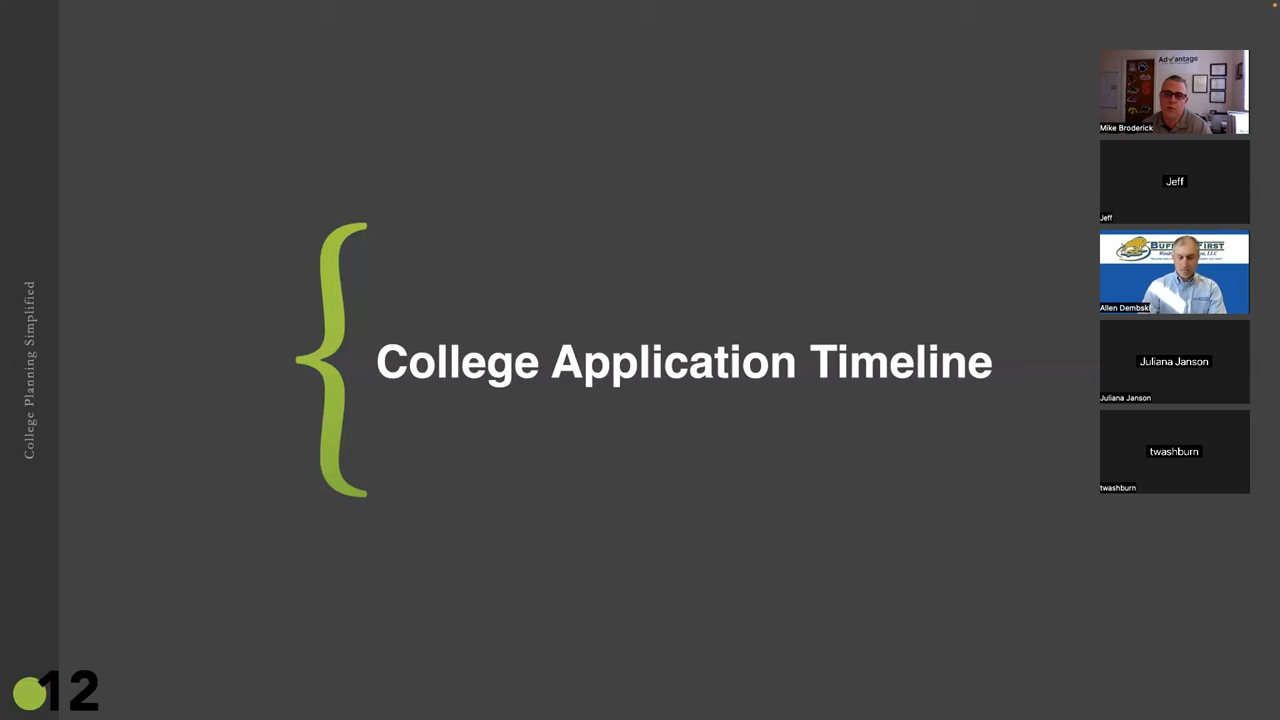 College Planning Simplified
College Application Timeline
12
Advantage
Mike Broderick
Jeff
Jeff
Allen Dembski
Juliana Janson
Juliana Janson
twashburn
twashburn